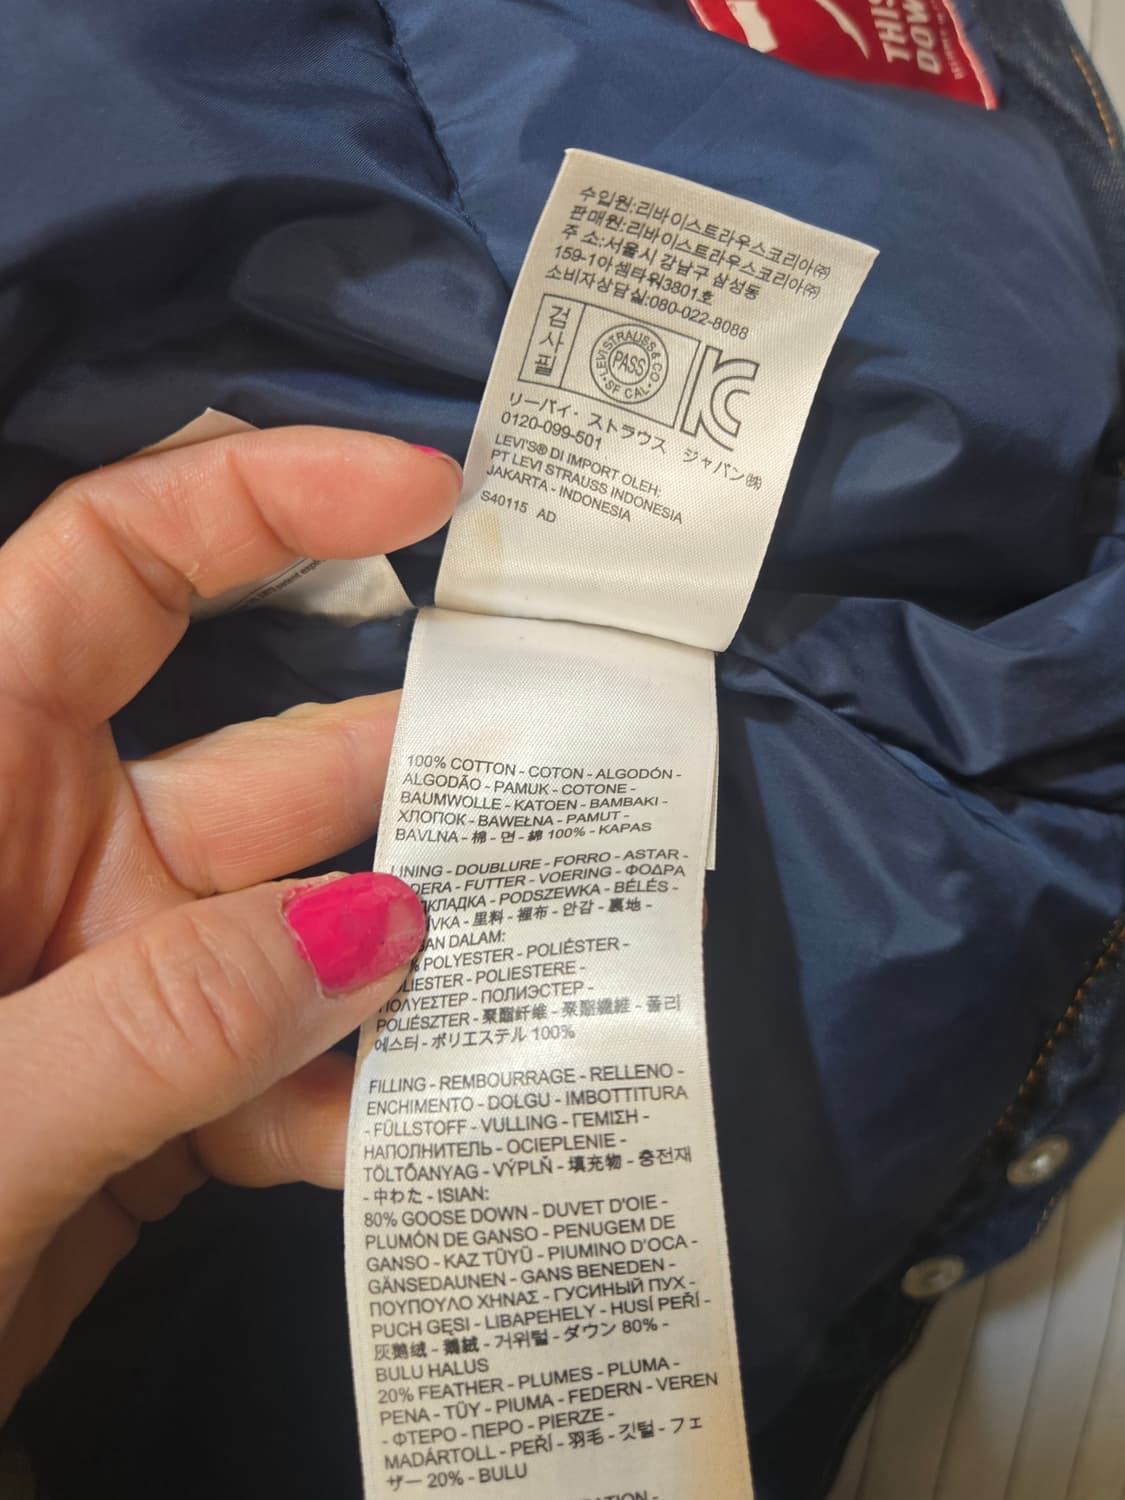 THIS
DOW
수입원:리바이스트라우스코리아㈜
판매원:리바이스트라우스코리아㈜
주 소:서울시 강남구 삼성동
159-1아셈타워3801호
소비자상담실:080-022-8088
검사필
LEVI STRAUSS & CO
PASS
SF CAL
リーバイ・ストラウス ジャパン㈱
0120-099-501
LEVI'S® DI IMPORT OLEH:
PT LEVI STRAUSS INDONESIA
JAKARTA - INDONESIA
S40115 AD
100% COTTON - COTON - ALGODÓN -
ALGODÃO - PAMUK - COTONE -
BAUMWOLLE - KATOEN - ΒΑΜΒΑΚΙ -
ХЛОПОК - BAWEŁNA - PAMUT -
BAVLNA - 棉 - 면 - 綿 100% - KAPAS
LINING - DOUBLURE - FORRO - ASTAR -
DERA - FUTTER - VOERING - ΦΟΔΡΑ
ДКЛАДКА - PODSZEWKA - BÉLÉS -
ÍVKA - 里料 - 裡布 - 안감 - 裏地 -
AN DALAM:
% POLYESTER - POLIÉSTER -
LIESTER - POLIESTERE -
ΠΟΛΥΕΣΤΕΡ - ПОЛИЭСТЕР -
POLIÉSZTER - 聚酯纤维 - 聚酯纖維 - 폴리
에스터 - ポリエステル 100%
FILLING - REMBOURRAGE - RELLENO -
ENCHIMENTO - DOLGU - IMBOTTITURA
- FÜLLSTOFF - VULLING - ΓΕΜΙΣΗ -
НАПОЛНИТЕЛЬ - OCIEPLENIE -
TÖLTŐANYAG - VÝPLŇ - 填充物 - 충전재
- 中わた - ISIAN:
80% GOOSE DOWN - DUVET D'OIE -
PLUMÓN DE GANSO - PENUGEM DE
GANSO - KAZ TÜYÜ - PIUMINO D'OCA -
GÄNSEDAUNEN - GANS BENEDEN -
ΠΟΥΠΟΥΛΟ ΧΗΝΑΣ - ГУСИНЫЙ ПУХ -
PUCH GĘSI - LIBAPEHELY - HUSÍ PEŘÍ -
灰鹅绒 - 鵝絨 - 거위털 - ダウン 80% -
BULU HALUS
20% FEATHER - PLUMES - PLUMA -
PENA - TÜY - PIUMA - FEDERN - VEREN
- ΦΤΕΡΟ - ПЕРО - PIERZE -
MADÁRTOLL - PEŘÍ - 羽毛 - 깃털 - フェ
ザー 20% - BULU